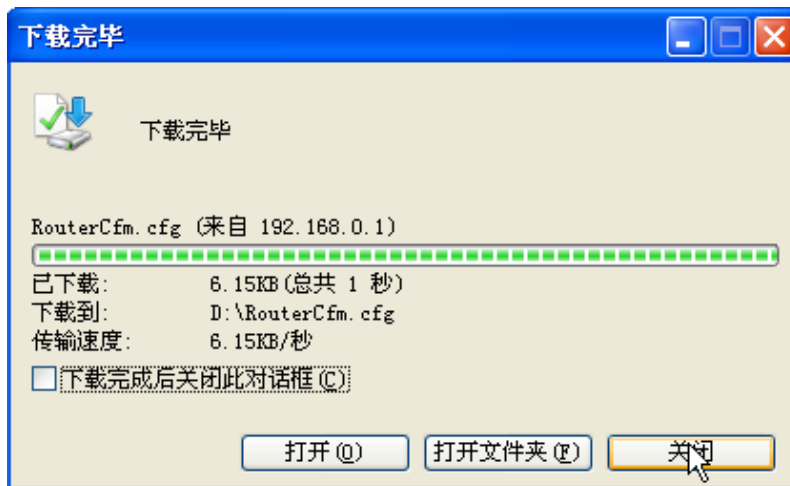 下载完毕
下载完毕
RouterCfm.cfg (来自 192.168.0.1)
已下载: 6.15KB(总共 1 秒)
下载到: D:\RouterCfm.cfg
传输速度: 6.15KB/秒
下载完成后关闭此对话框(C)
打开(O) 打开文件夹(F) 关闭